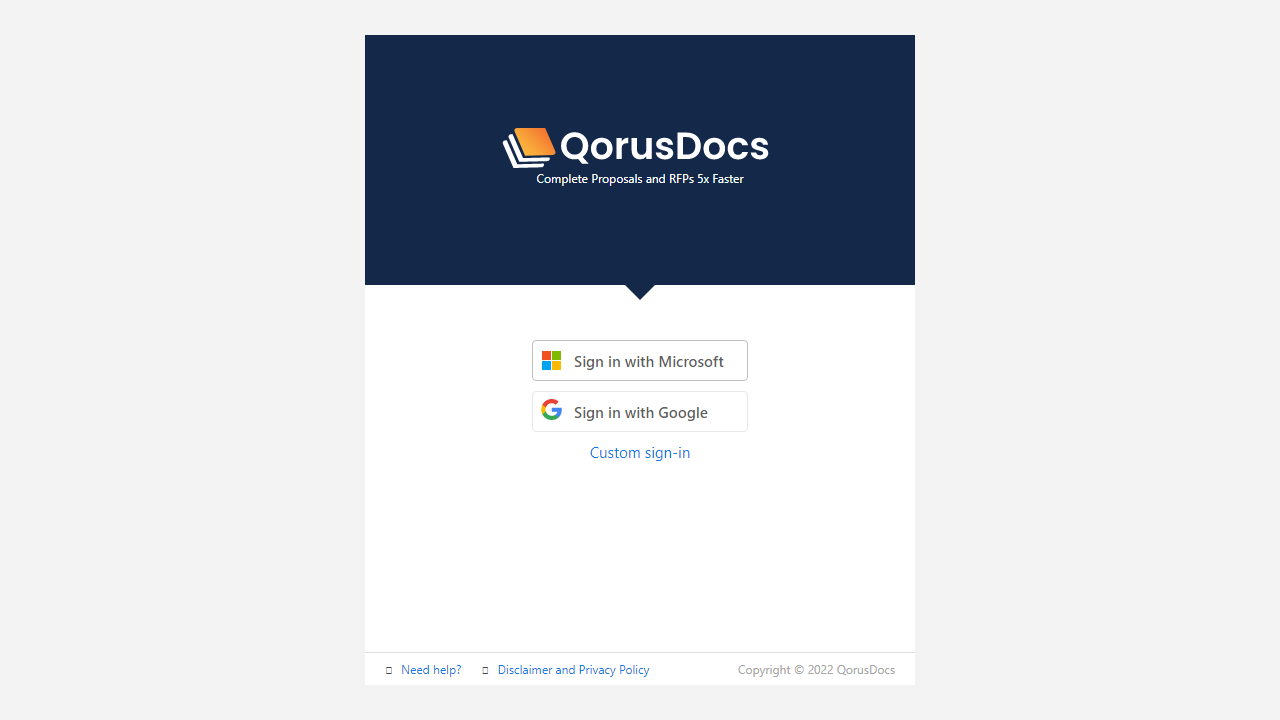 QorusDocs
Complete Proposals and RFPs 5x Faster
Sign in with Microsoft
Sign in with Google
Custom sign-in
Need help? Disclaimer and Privacy Policy Copyright © 2022 QorusDocs